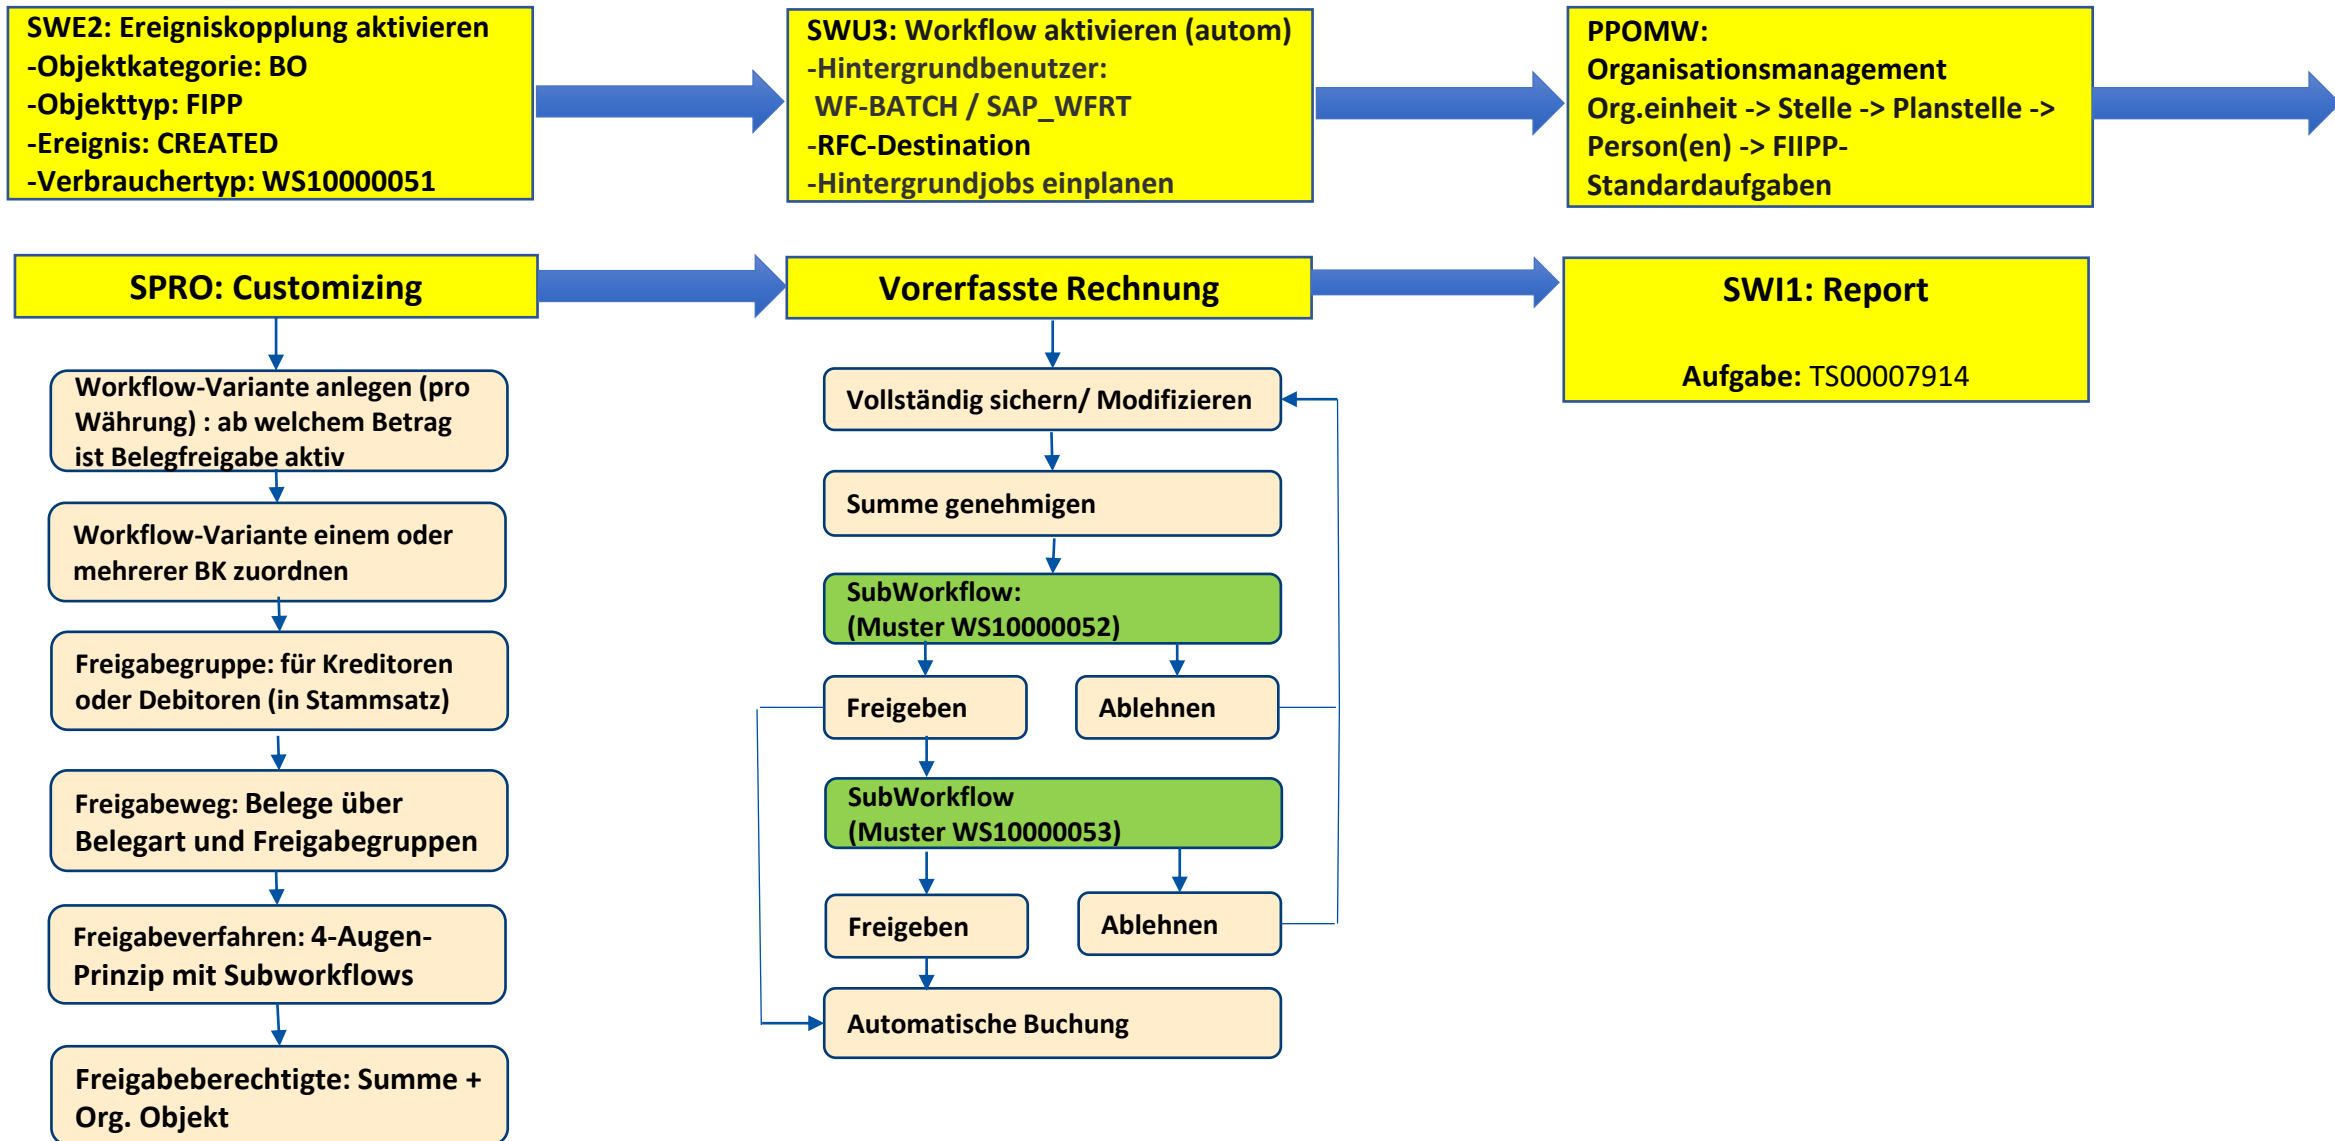 SWE2: Ereigniskopplung aktivieren
-Objektkategorie: BO
-Objekttyp: FIPP
-Ereignis: CREATED
-Verbrauchertyp: WS10000051
SWU3: Workflow aktivieren (autom)
-Hintergrundbenutzer:
WF-BATCH / SAP_WFRT
-RFC-Destination
-Hintergrundjobs einplanen
PPOMW:
Organisationsmanagement
Org.einheit -> Stelle -> Planstelle ->
Person(en) -> FIIPP-
Standardaufgaben
SPRO: Customizing
Workflow-Variante anlegen (pro
Währung) : ab welchem Betrag
ist Belegfreigabe aktiv
Workflow-Variante einem oder
mehrerer BK zuordnen
Freigabegruppe: für Kreditoren
oder Debitoren (in Stammsatz)
Freigabeweg: Belege über
Belegart und Freigabegruppen
Freigabeverfahren: 4-Augen-
Prinzip mit Subworkflows
Freigabeberechtigte: Summe +
Org. Objekt
Vorerfasste Rechnung
Vollständig sichern/ Modifizieren
Summe genehmigen
SubWorkflow:
(Muster WS10000052)
Freigeben
Ablehnen
SubWorkflow
(Muster WS10000053)
Freigeben
Ablehnen
Automatische Buchung
SWI1: Report
Aufgabe: TS00007914